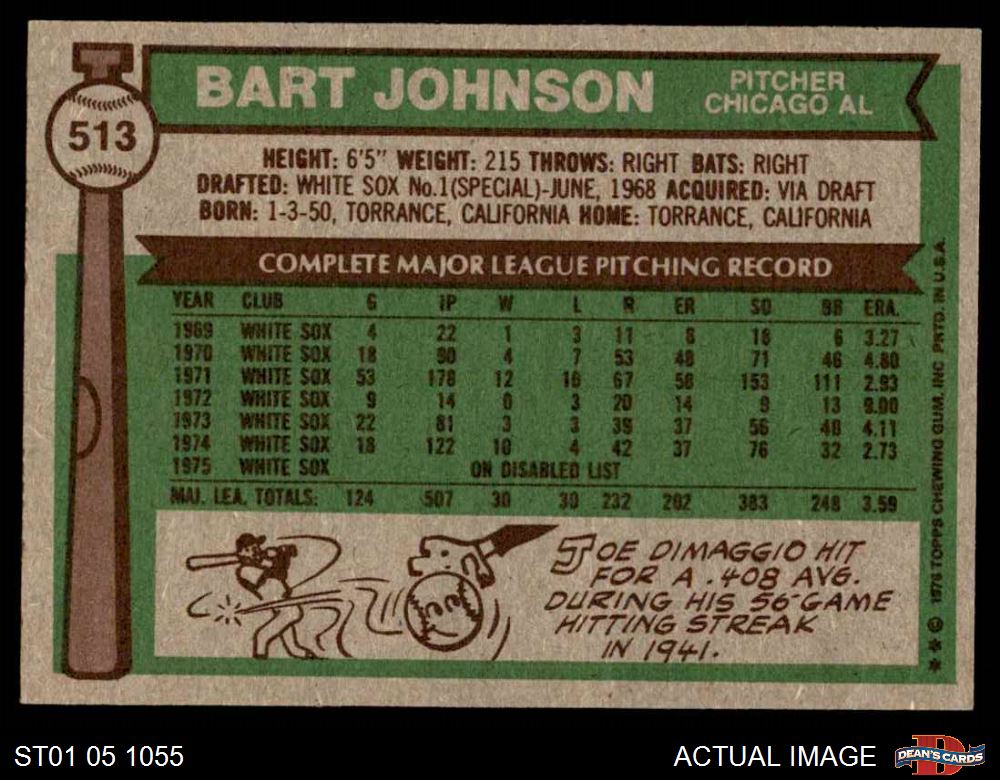 BART JOHNSON
PITCHER
CHICAGO AL
513
HEIGHT: 6'5" WEIGHT: 215 THROWS: RIGHT BATS: RIGHT
DRAFTED: WHITE SOX No.1(SPECIAL)-JUNE, 1968 ACQUIRED: VIA DRAFT
BORN: 1-3-50, TORRANCE, CALIFORNIA HOME: TORRANCE, CALIFORNIA
COMPLETE MAJOR LEAGUE PITCHING RECORD
YEAR CLUB G IP W L R ER SO BB ERA.
1969 WHITE SOX 4 22 1 3 11 8 18 6 3.27
1970 WHITE SOX 18 90 4 7 53 48 71 46 4.80
1971 WHITE SOX 53 178 12 16 67 58 153 111 2.93
1972 WHITE SOX 9 14 0 3 20 14 9 13 9.00
1973 WHITE SOX 22 81 3 3 39 37 56 40 4.11
1974 WHITE SOX 18 122 10 4 42 37 76 32 2.73
1975 WHITE SOX ON DISABLED LIST
MAJ. LEA. TOTALS: 124 507 30 36 232 202 383 248 3.59
JOE DIMAGGIO HIT
FOR A .408 AVG.
DURING HIS 56-GAME
HITTING STREAK
IN 1941.
** © 1976 TOPPS CHEWING GUM, INC PRTD. IN U.S.A.
ST01 05 1055
ACTUAL IMAGE
D
DEAN'S CARDS